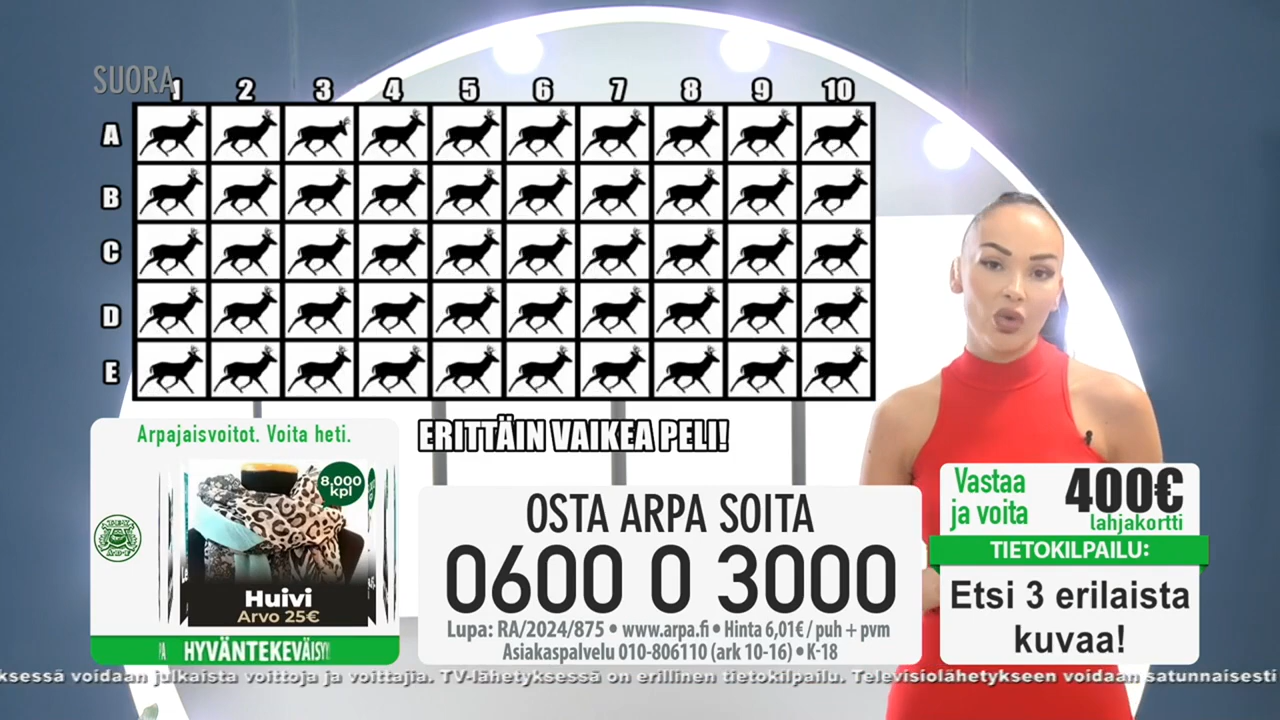 SUORA
1 2 3 4 5 6 7 8 9 10
A
B
C
D
E
ERITTÄIN VAIKEA PELI!
Arpajaisvoitot. Voita heti.
8,000
kpl
Huivi
Arvo 25€
HYVÄNTEKEVÄISYY
OSTA ARPA SOITA
0600 0 3000
Lupa: RA/2024/875 • www.arpa.fi • Hinta 6,01€ / puh + pvm
Asiakaspalvelu 010-806110 (ark 10-16) • K-18
Vastaa
ja voita
400€
lahjakortti
TIETOKILPAILU:
Etsi 3 erilaista
kuvaa!
ksessä voidaan julkaista voittoja ja voittajia. TV-lähetyksessä on erillinen tietokilpailu. Televisiolähetykseen voidaan satunnaisesti